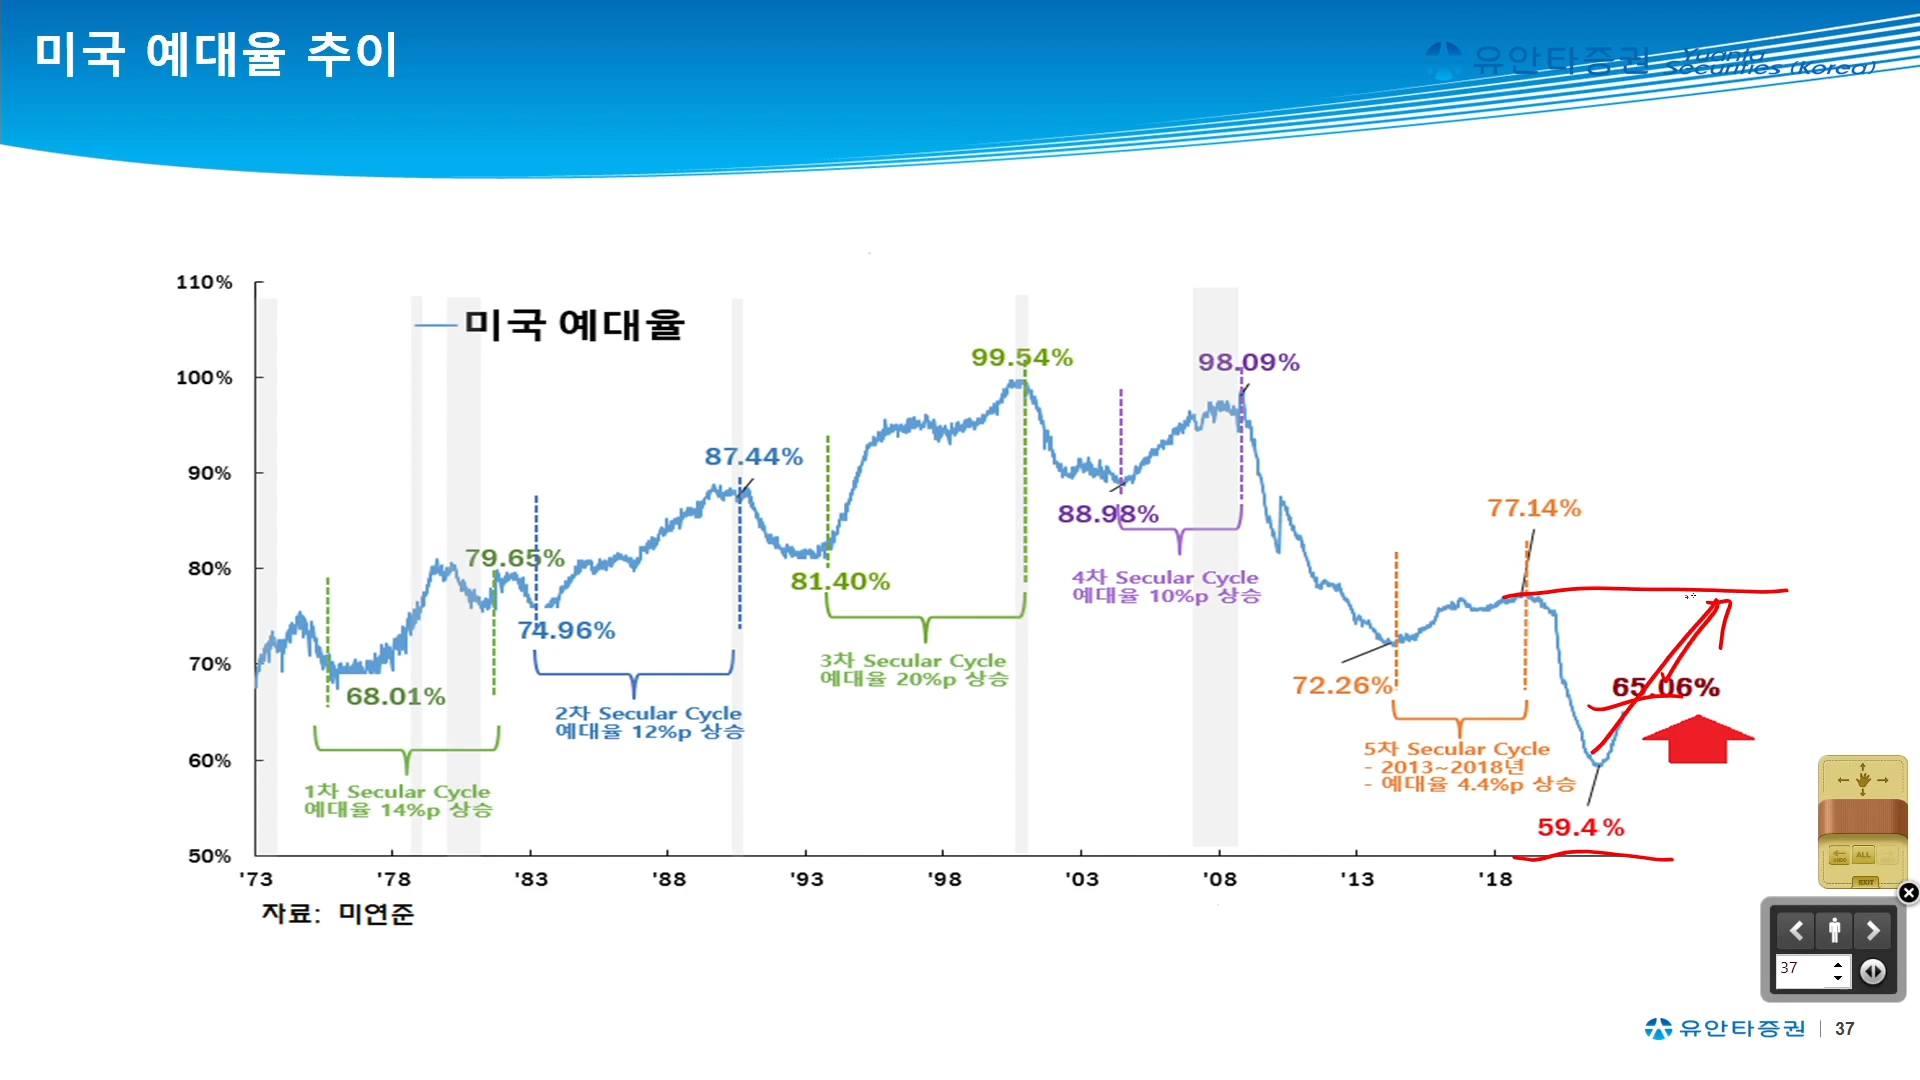 미국 예대율 추이
유안타증권 Yuanta Securities (Korea)
110%
100%
90%
80%
70%
60%
50%
미국 예대율
68.01%
79.65%
74.96%
87.44%
81.40%
99.54%
88.98%
98.09%
72.26%
77.14%
65.06%
59.4%
1차 Secular Cycle
예대율 14%p 상승
2차 Secular Cycle
예대율 12%p 상승
3차 Secular Cycle
예대율 20%p 상승
4차 Secular Cycle
예대율 10%p 상승
5차 Secular Cycle
- 2013~2018년
- 예대율 4.4%p 상승
'73 '78 '83 '88 '93 '98 '03 '08 '13 '18
자료: 미연준
ALL
EXIT
37
유안타증권 | 37